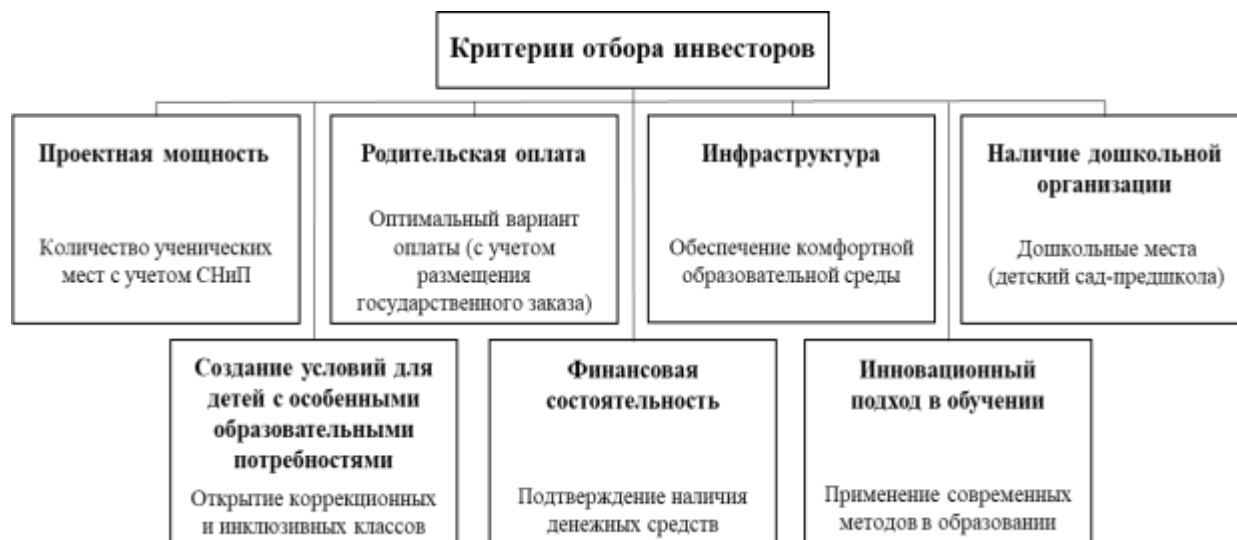 Критерии отбора инвесторов
Проектная мощность
Количество ученических
мест с учетом СНиП
Родительская оплата
Оптимальный вариант
оплаты (с учетом
размещения
государственного заказа)
Инфраструктура
Обеспечение комфортной
образовательной среды
Наличие дошкольной
организации
Дошкольные места
(детский сад-предшкола)
Создание условий для
детей с особенными
образовательными
потребностями
Открытие коррекционных
и инклюзивных классов
Финансовая
состоятельность
Подтверждение наличия
денежных средств
Инновационный
подход в обучении
Применение современных
методов в образовании